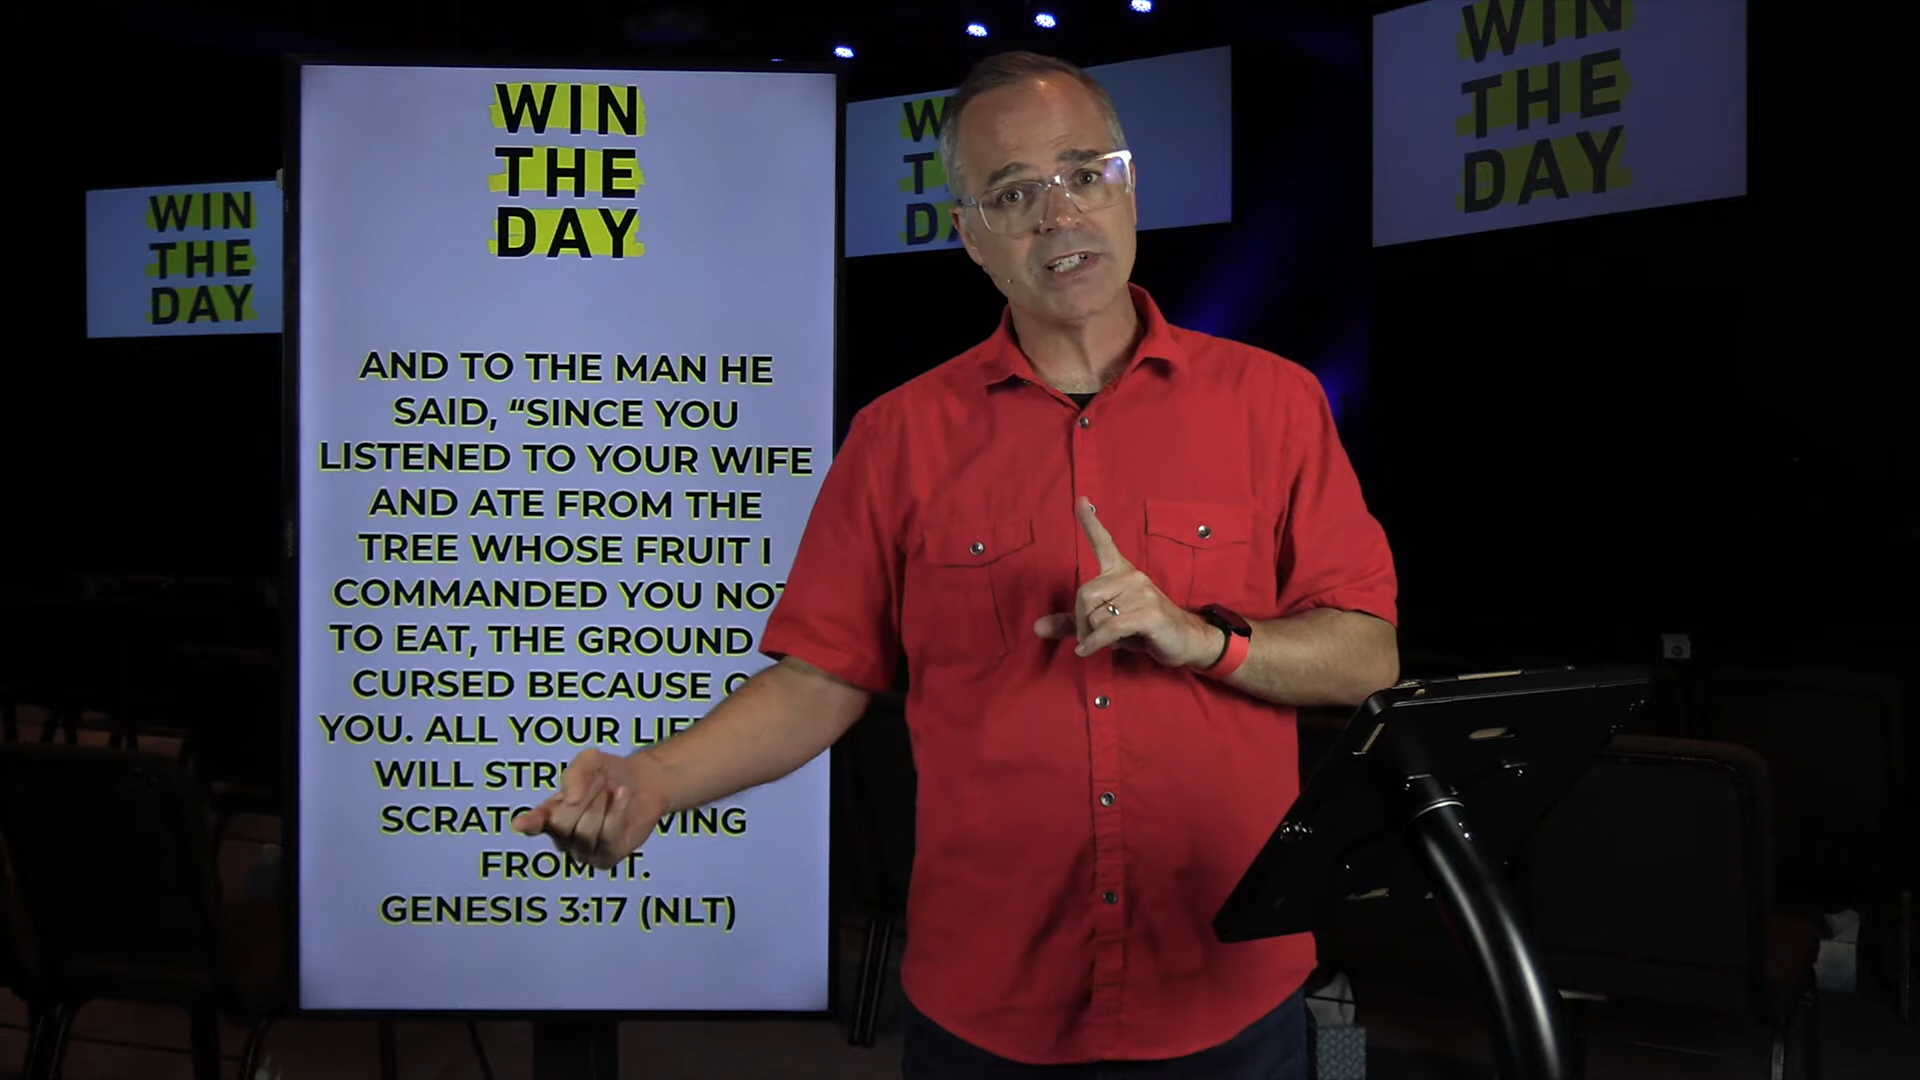 WIN
THE
DAY
AND TO THE MAN HE
SAID, “SINCE YOU
LISTENED TO YOUR WIFE
AND ATE FROM THE
TREE WHOSE FRUIT I
COMMANDED YOU NOT
TO EAT, THE GROUND
CURSED BECAUSE
YOU. ALL YOUR
WILL
FROM IT.
GENESIS 3:17 (NLT)
WIN
THE
DAY
WIN
THE
DAY